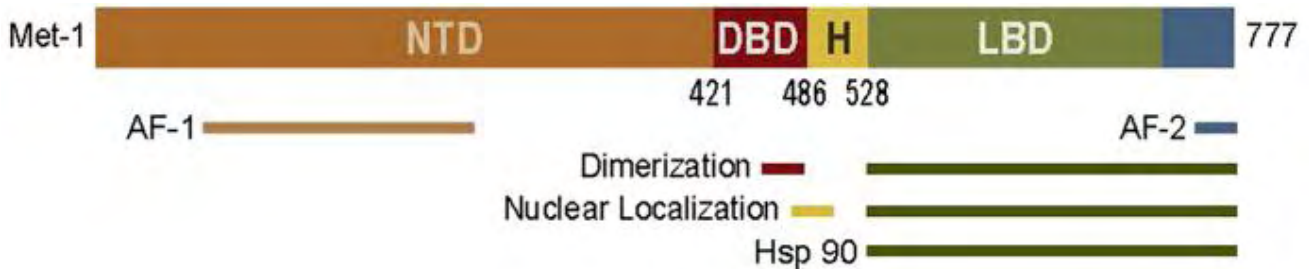 Met-1 NTD DBD H LBD 777
421 486 528
AF-1 AF-2
Dimerization
Nuclear Localization
Hsp 90